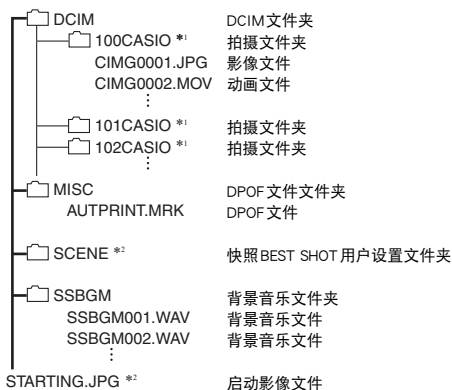 DCIM DCIM文件夹
100CASIO *1 拍摄文件夹
CIMG0001.JPG 影像文件
CIMG0002.MOV 动画文件
101CASIO *1 拍摄文件夹
102CASIO *1 拍摄文件夹
MISC DPOF文件文件夹
AUTPRINT.MRK DPOF文件
SCENE *2 快照BEST SHOT用户设置文件夹
SSBGM 背景音乐文件夹
SSBGM001.WAV 背景音乐文件
SSBGM002.WAV 背景音乐文件
STARTING.JPG *2 启动影像文件